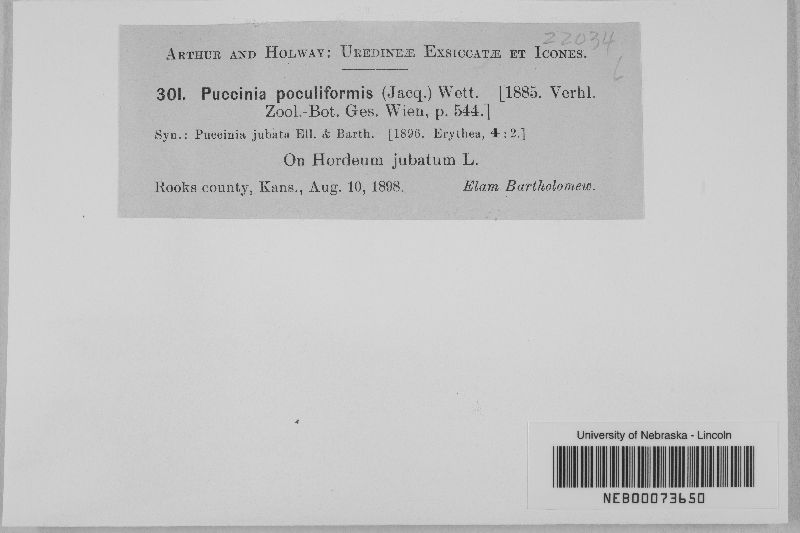 22034
6
ARTHUR AND HOLWAY: UREDINEÆ EXSICCATÆ ET ICONES.
301. Puccinia poculiformis (Jacq.) Wett. [1885. Verhl.
Zool.-Bot. Ges. Wien, p. 544.]
Syn.: Puccinia jubata Ell. & Barth. [1896. Erythea, 4:2.]
On Hordeum jubatum L.
Rooks county, Kans., Aug. 10, 1898. Elam Bartholomew.
University of Nebraska - Lincoln
NEB00073650